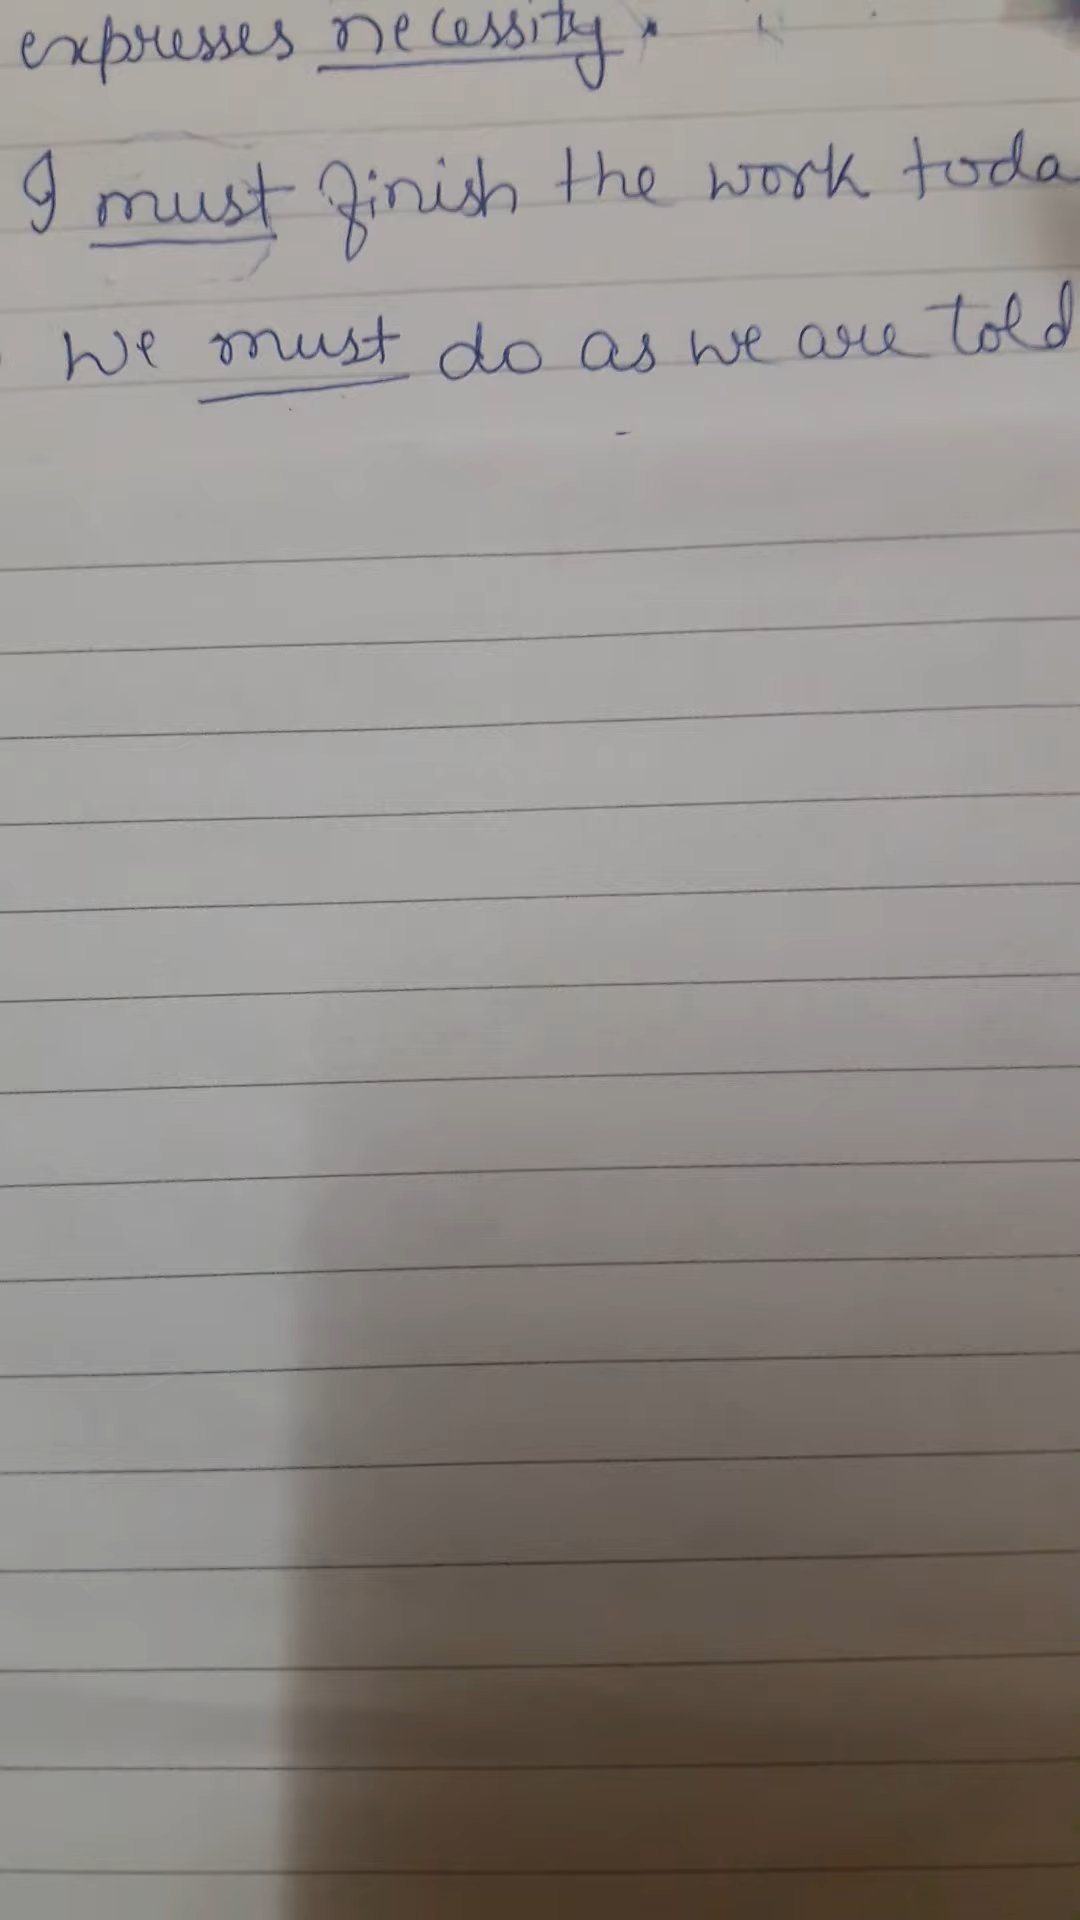 expresses necessity.
I must finish the work toda
We must do as we are told